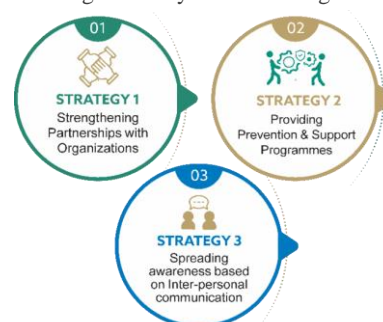 01
STRATEGY 1
Strengthening
Partnerships with
Organizations
02
STRATEGY 2
Providing
Prevention & Support
Programmes
03
STRATEGY 3
Spreading
awareness based
on Inter-personal
communication